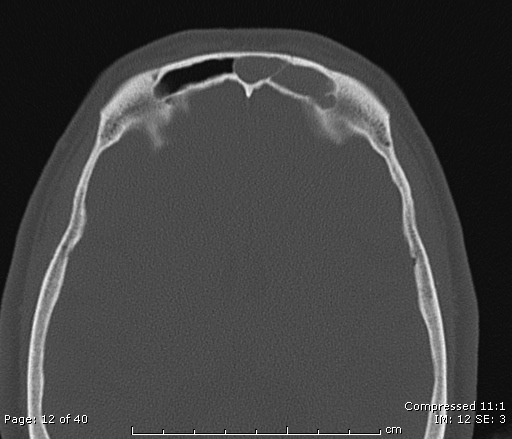 Compressed 11:1
Page: 12 of 40
IM: 12 SE: 3
cm